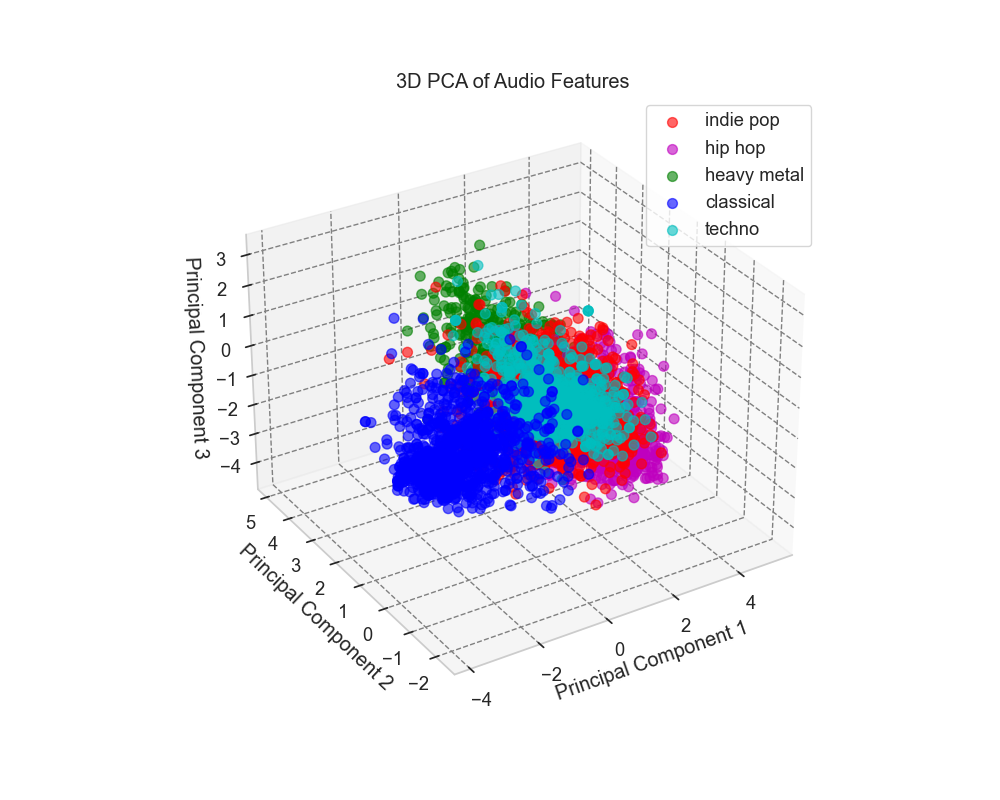 3D PCA of Audio Features
indie pop
hip hop
heavy metal
classical
techno
3
2
1
0
−1
−2
−3
−4
Principal Component 3
5
4
3
2
1
0
−1
−2
Principal Component 2
−4
−2
0
2
4
Principal Component 1